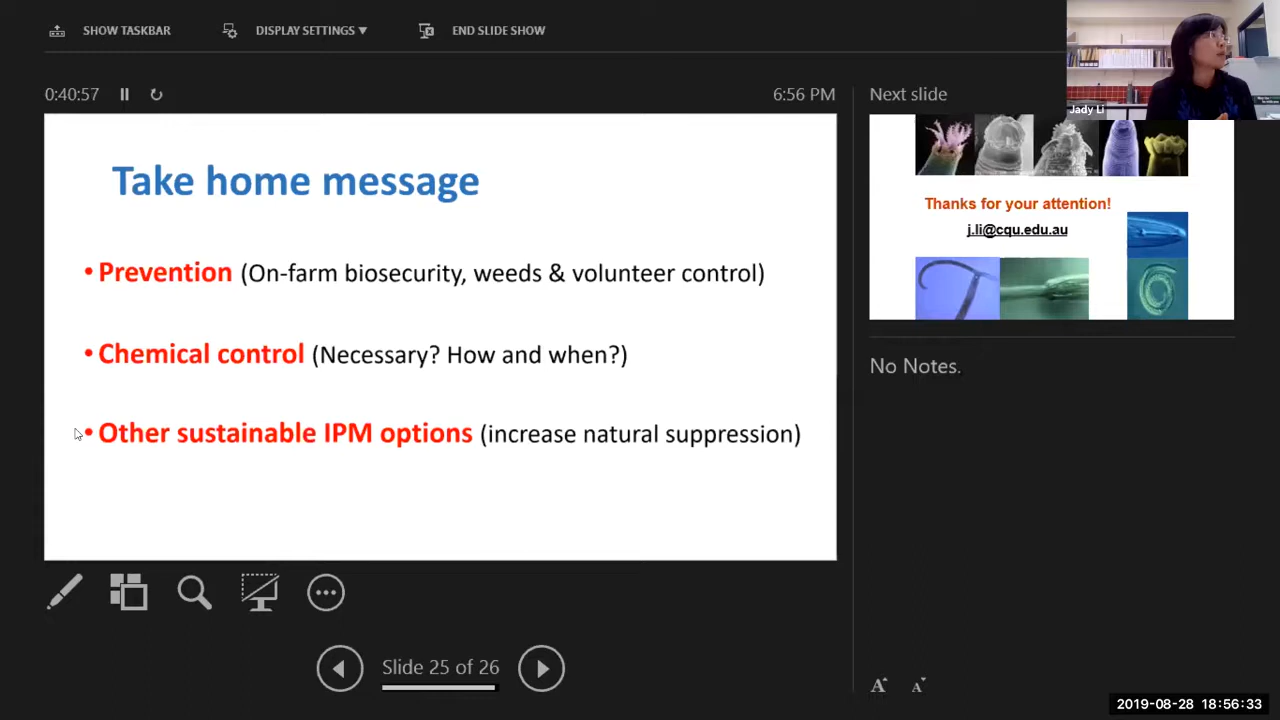 SHOW TASKBAR
DISPLAY SETTINGS ▼
END SLIDE SHOW
Jady Li
0:40:57
6:56 PM
Next slide
Take home message
• Prevention (On-farm biosecurity, weeds & volunteer control)
• Chemical control (Necessary? How and when?)
• Other sustainable IPM options (increase natural suppression)
Thanks for your attention!
j.li@cqu.edu.au
No Notes.
Slide 25 of 26
A A
2019-08-28 18:56:33